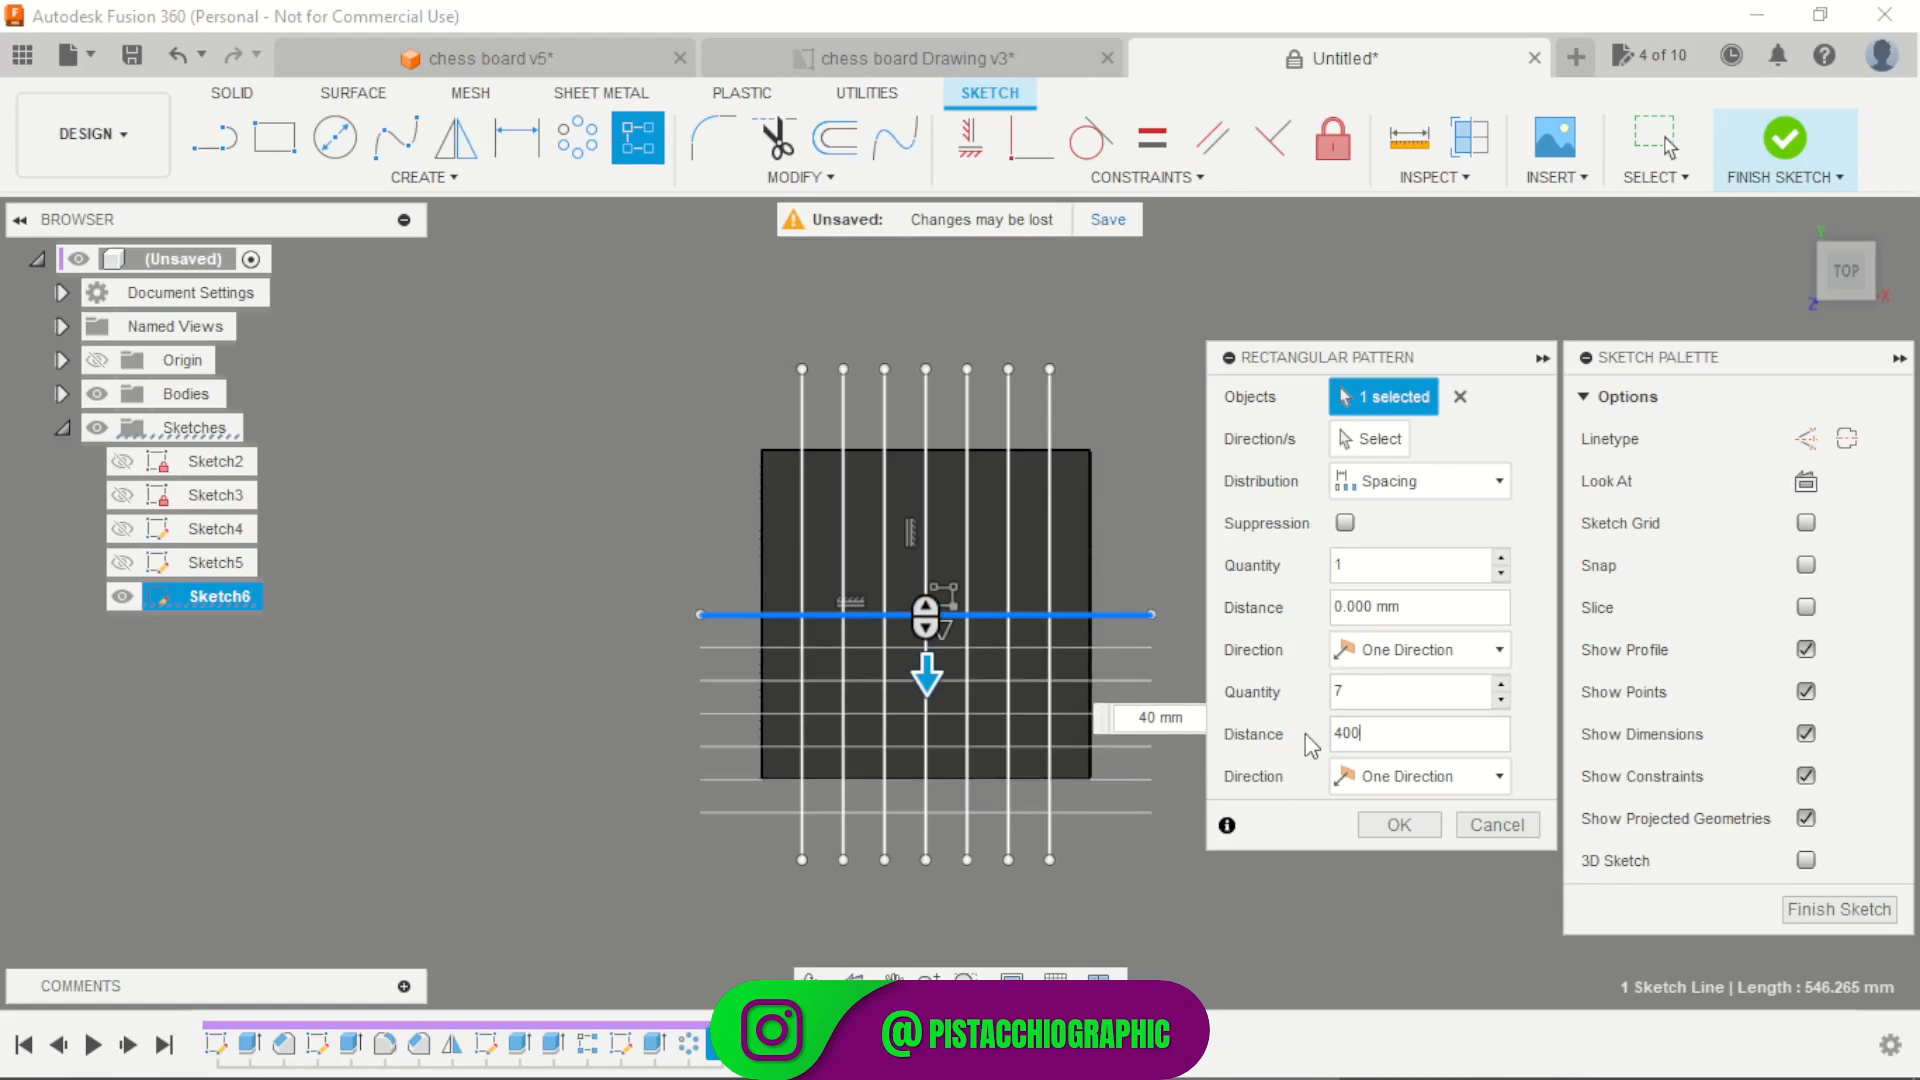 Autodesk Fusion 360 (Personal - Not for Commercial Use)
chess board v5*
chess board Drawing v3*
Untitled*
4 of 10
SOLID
SURFACE
MESH
SHEET METAL
PLASTIC
UTILITIES
SKETCH
DESIGN
CREATE
MODIFY
CONSTRAINTS
INSPECT
INSERT
SELECT
FINISH SKETCH
BROWSER
Unsaved: Changes may be lost Save
(Unsaved)
Document Settings
Named Views
Origin
Bodies
Sketches
Sketch2
Sketch3
Sketch4
Sketch5
Sketch6
Y
TOP
X
Z
7
40 mm
RECTANGULAR PATTERN
Objects 1 selected
Direction/s Select
Distribution Spacing
Suppression
Quantity 1
Distance 0.000 mm
Direction One Direction
Quantity 7
Distance 400
Direction One Direction
OK Cancel
SKETCH PALETTE
Options
Linetype
Look At
Sketch Grid
Snap
Slice
Show Profile
Show Points
Show Dimensions
Show Constraints
Show Projected Geometries
3D Sketch
Finish Sketch
COMMENTS
1 Sketch Line | Length : 546.265 mm
@ PISTACCHIOGRAPHIC